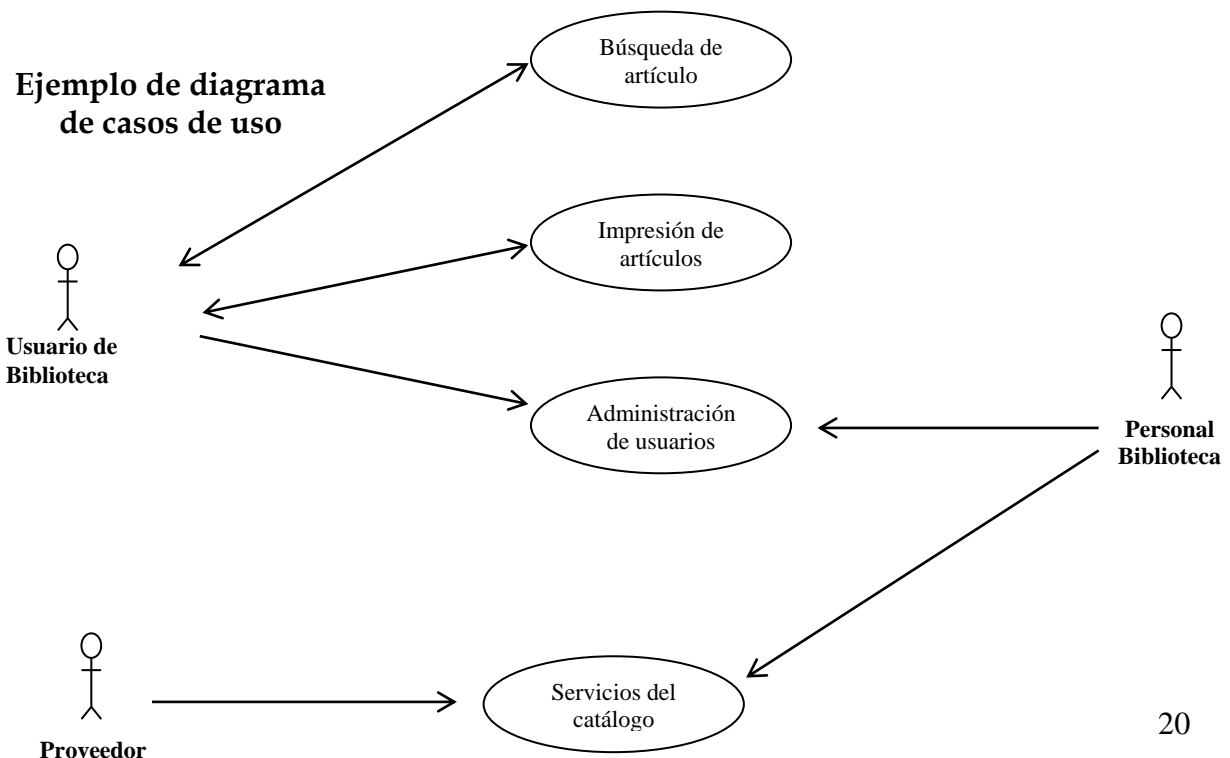 Ejemplo de diagrama
de casos de uso
Búsqueda de
artículo
Impresión de
artículos
Usuario de
Biblioteca
Administración
de usuarios
Personal
Biblioteca
Servicios del
catálogo
Proveedor
20